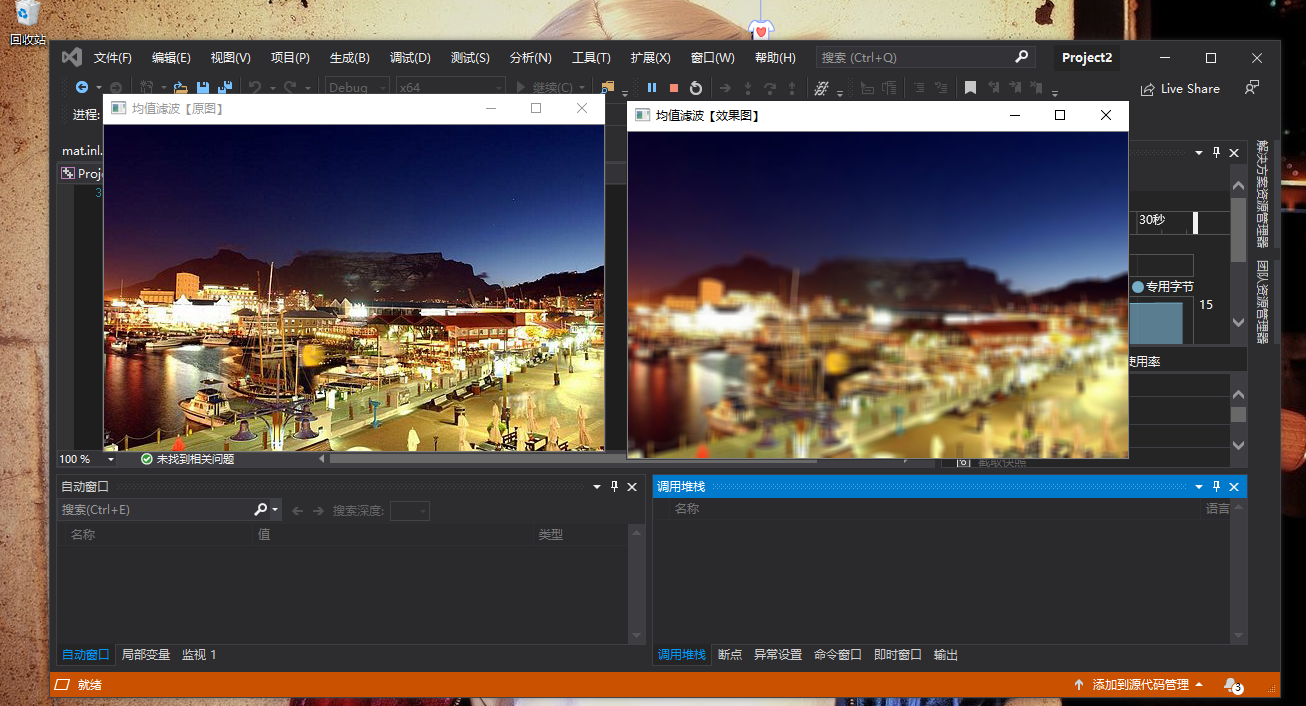 回收站
文件(F) 编辑(E) 视图(V) 项目(P) 生成(B) 调试(D) 测试(S) 分析(N) 工具(T) 扩展(X) 窗口(W) 帮助(H) 搜索 (Ctrl+Q) Project2
Debug x64 继续(C) Live Share
进程:
均值滤波【原图】
均值滤波【效果图】
mat.inl.
Proj
3
30秒
专用字节
15
使用率
截取快照
解决方案资源管理器
团队资源管理器
100 % 未找到相关问题
自动窗口
搜索(Ctrl+E) 搜索深度:
名称 值 类型
自动窗口 局部变量 监视 1
调用堆栈
名称 语言
调用堆栈 断点 异常设置 命令窗口 即时窗口 输出
就绪 添加到源代码管理 3